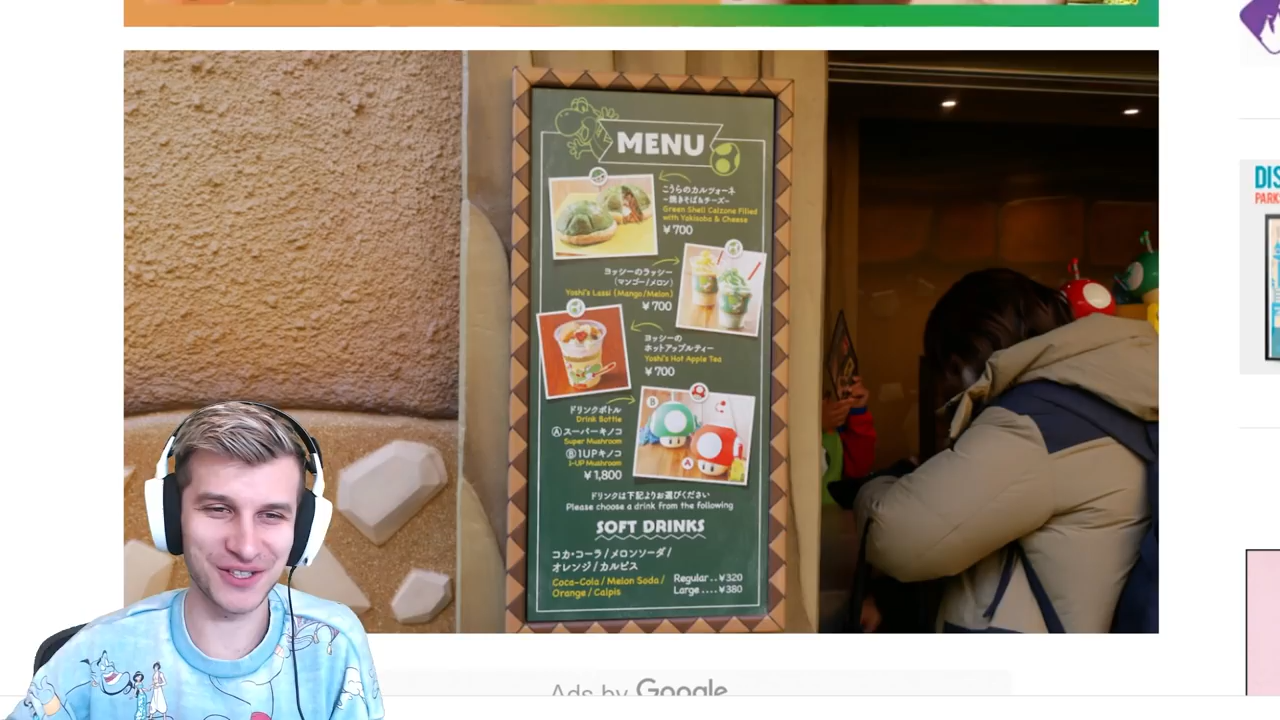 MENU
こうらのカルツォーネ
~焼きそば&チーズ~
Green Shell Calzone Filled
with Yakisoba & Cheese
¥700
ヨッシーのラッシー
(マンゴー/メロン)
Yoshi's Lassi (Mango/Melon)
¥700
ヨッシーの
ホットアップルティー
Yoshi's Hot Apple Tea
¥700
ドリンクボトル
Drink Bottle
Ⓐスーパーキノコ
Super Mushroom
Ⓑ1UPキノコ
1-UP Mushroom
¥1,800
B
A
ドリンクは下記よりお選びください
Please choose a drink from the following
SOFT DRINKS
コカ・コーラ/メロンソーダ/
オレンジ/カルピス
Coca-Cola / Melon Soda /
Orange / Calpis
Regular..¥320
Large....¥380
DIS
PARKS
Ads by Google